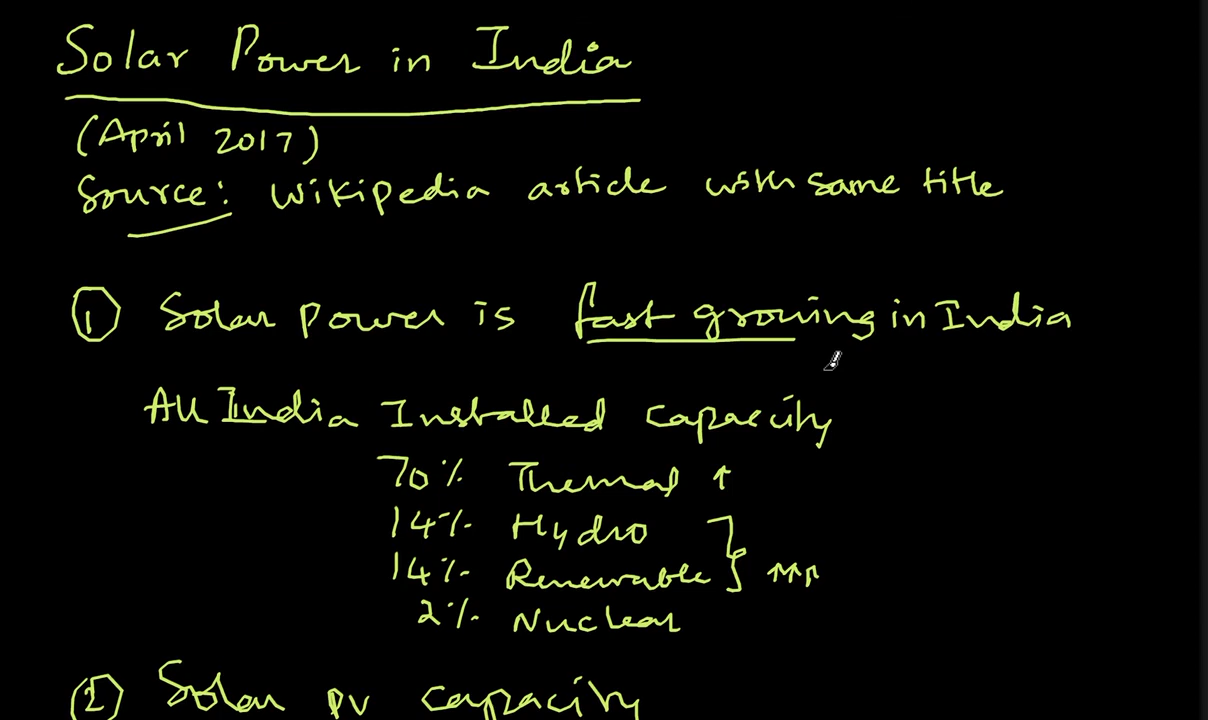 Solar Power in India
(April 2017)
Source: Wikipedia article with same title
① Solar power is fast growing in India
All India Installed capacity
70% Thermal ↑
14% Hydro
14% Renewable ↑↑↑
2% Nuclear
② Solar PV capacity